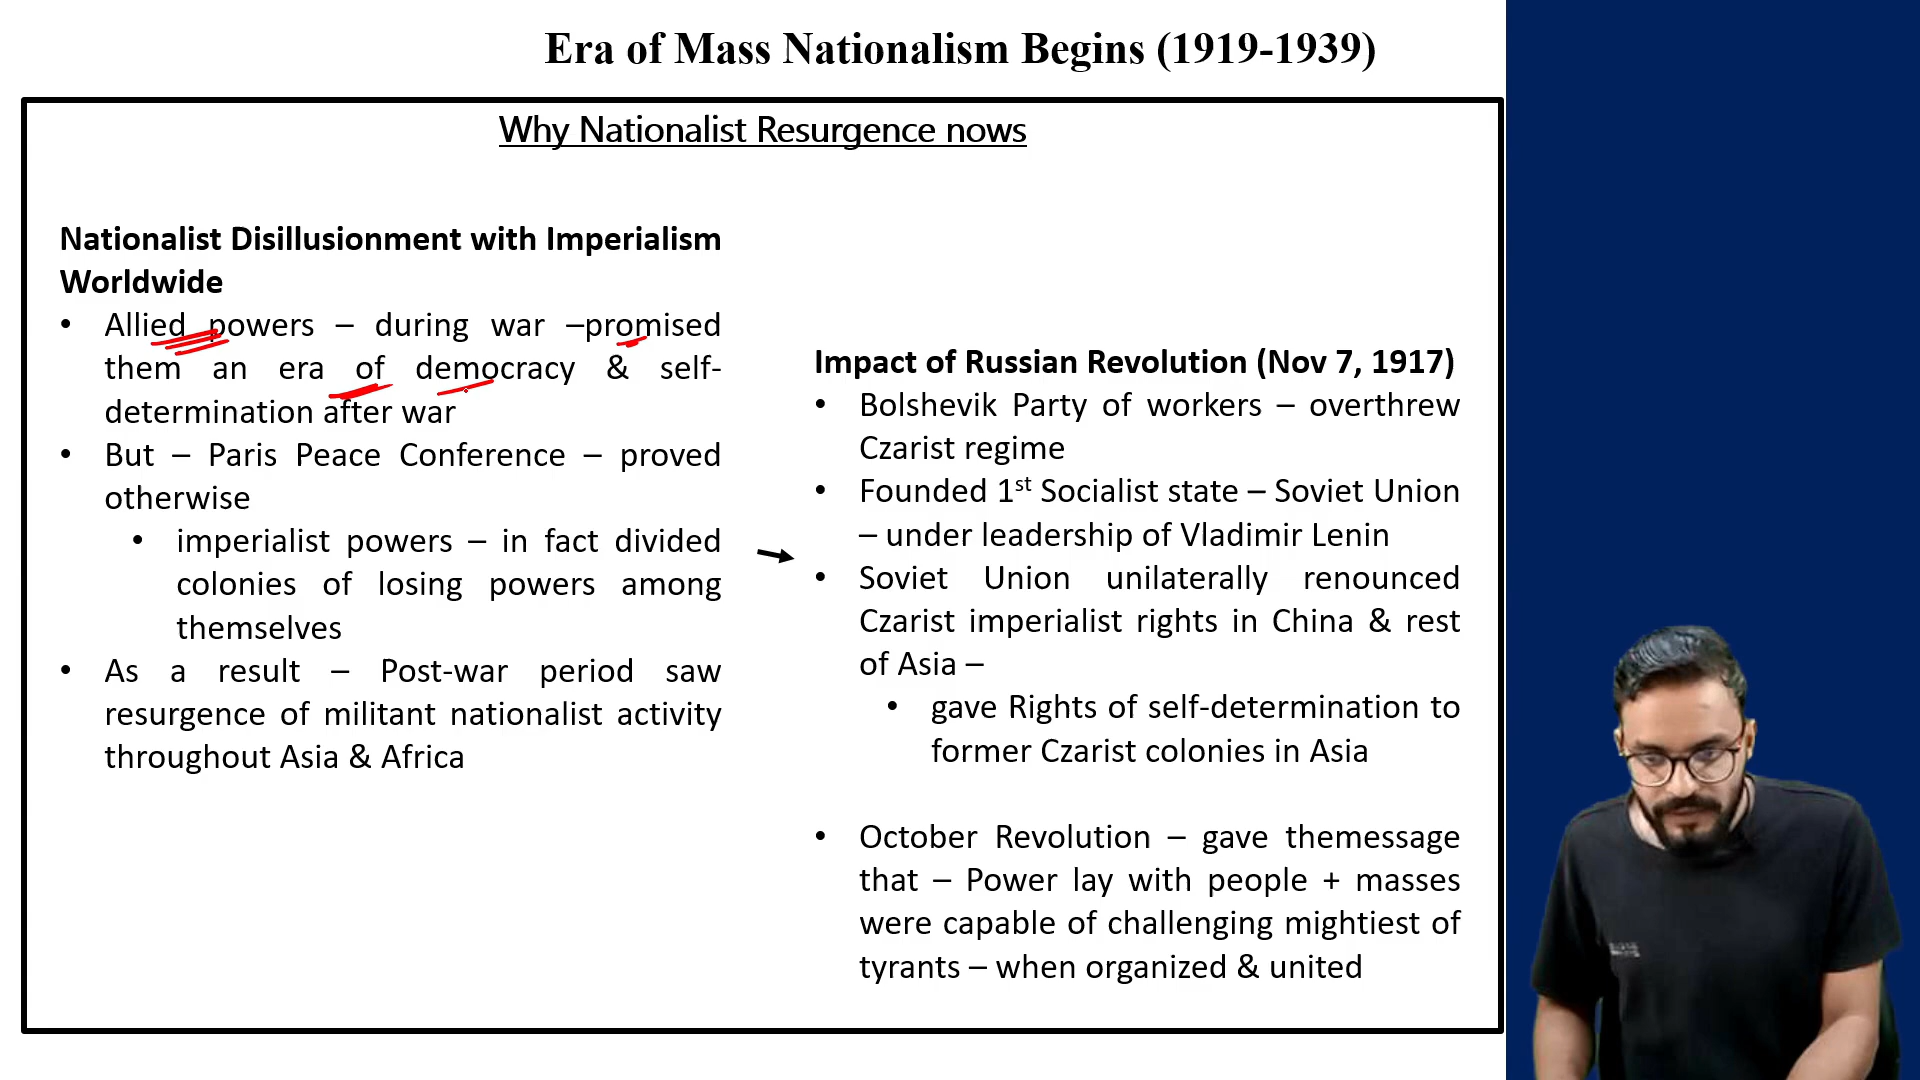 Era of Mass Nationalism Begins (1919-1939)
Why Nationalist Resurgence nows
Nationalist Disillusionment with Imperialism
Worldwide
• Allied powers – during war –promised
them an era of democracy & self-
determination after war
• But – Paris Peace Conference – proved
otherwise
• imperialist powers – in fact divided
colonies of losing powers among
themselves
• As a result – Post-war period saw
resurgence of militant nationalist activity
throughout Asia & Africa
Impact of Russian Revolution (Nov 7, 1917)
• Bolshevik Party of workers – overthrew
Czarist regime
• Founded 1st Socialist state – Soviet Union
– under leadership of Vladimir Lenin
• Soviet Union unilaterally renounced
Czarist imperialist rights in China & rest
of Asia –
• gave Rights of self-determination to
former Czarist colonies in Asia
• October Revolution – gave themessage
that – Power lay with people + masses
were capable of challenging mightiest of
tyrants – when organized & united